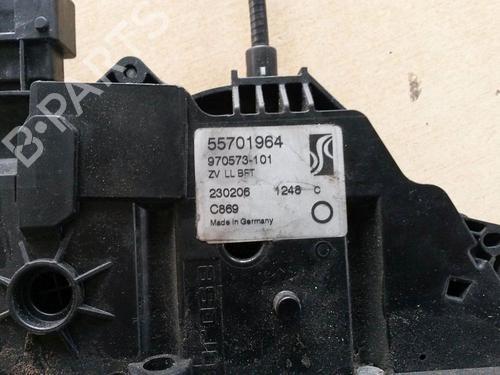 B-PARTS
55701964
970573-101
ZV LL BFT
230206 1248 C
C869
Made in Germany
brose